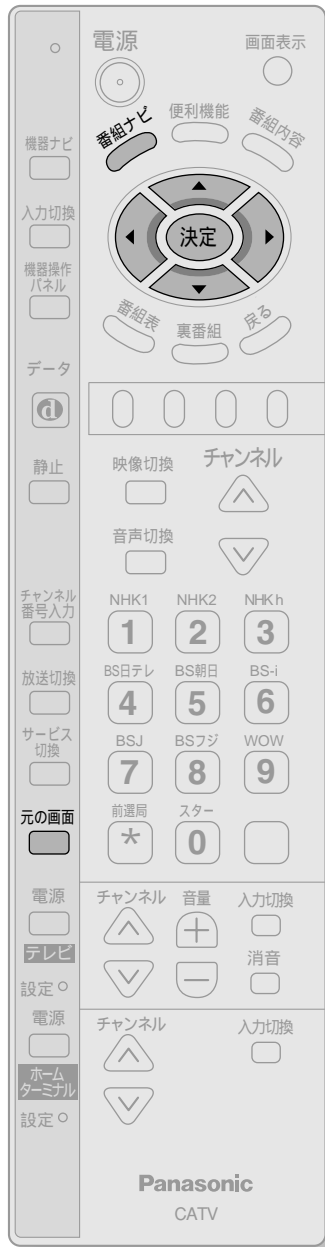 電源
画面表示
番組ナビ
便利機能
番組内容
機器ナビ
入力切換
決定
機器操作
パネル
番組表
裏番組
戻る
データ
d
静止
映像切換
チャンネル
音声切換
チャンネル
番号入力
NHK1
NHK2
NHK h
1
2
3
放送切換
BS日テレ
BS朝日
BS-i
4
5
6
サービス
切換
BSJ
BSフジ
WOW
7
8
9
元の画面
前選局
スター
*
0
電源
テレビ
設定
チャンネル
音量
入力切換
+
-
消音
電源
ホーム
ターミナル
設定
チャンネル
入力切換
Panasonic
CATV